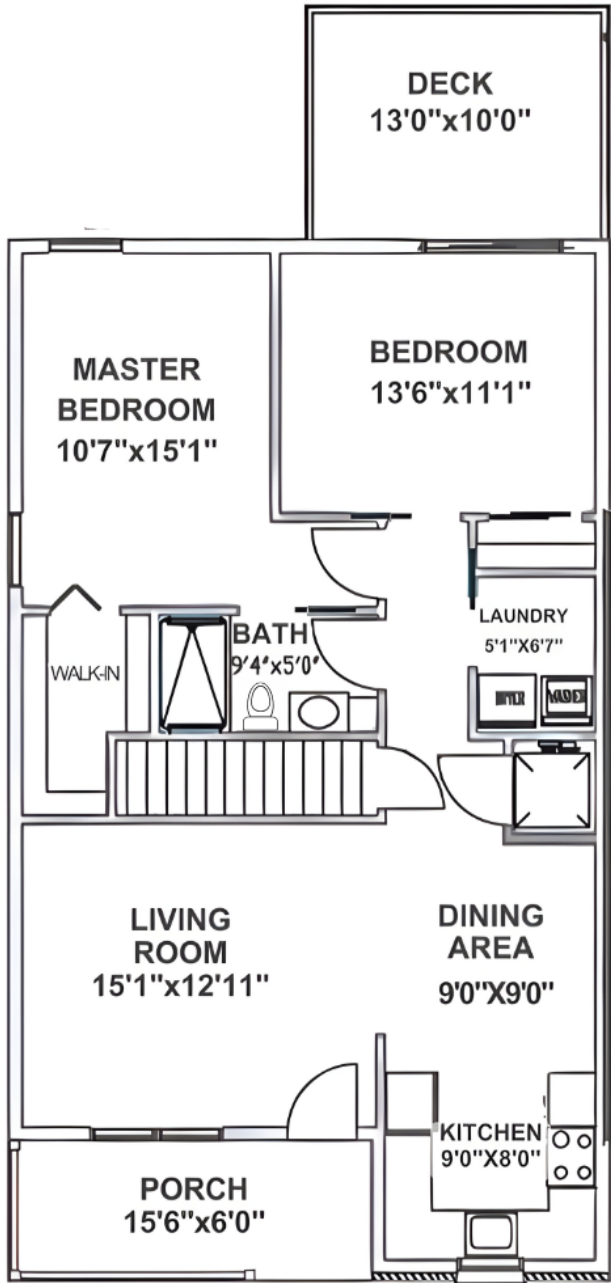 DECK
13'0"x10'0"
MASTER
BEDROOM
10'7"x15'1"
BEDROOM
13'6"x11'1"
LAUNDRY
5'1"X6'7"
BATH
9'4"x5'0"
WALK-IN
LIVING
ROOM
15'1"x12'11"
DINING
AREA
9'0"X9'0"
KITCHEN
9'0"X8'0"
PORCH
15'6"x6'0"